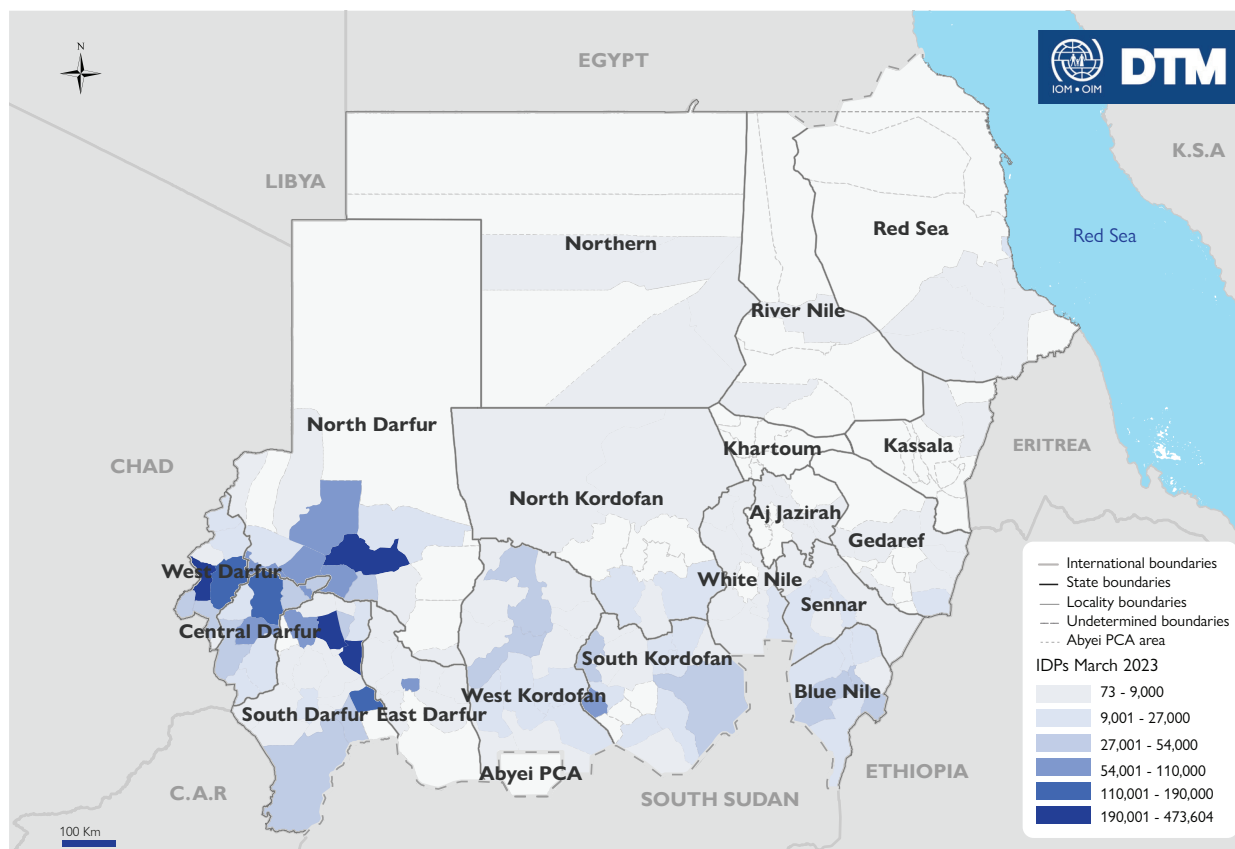 N
EGYPT
IOM • OIM
DTM
K.S.A
LIBYA
Red Sea
Red Sea
Northern
River Nile
North Darfur
Khartoum
Kassala
ERITREA
CHAD
North Kordofan
Aj Jazirah
Gedaref
West Darfur
White Nile
Sennar
Central Darfur
South Kordofan
West Kordofan
Blue Nile
South Darfur
East Darfur
Abyei PCA
ETHIOPIA
C.A.R
SOUTH SUDAN
100 Km
International boundaries
State boundaries
Locality boundaries
Undetermined boundaries
Abyei PCA area
IDPs March 2023
73 - 9,000
9,001 - 27,000
27,001 - 54,000
54,001 - 110,000
110,001 - 190,000
190,001 - 473,604